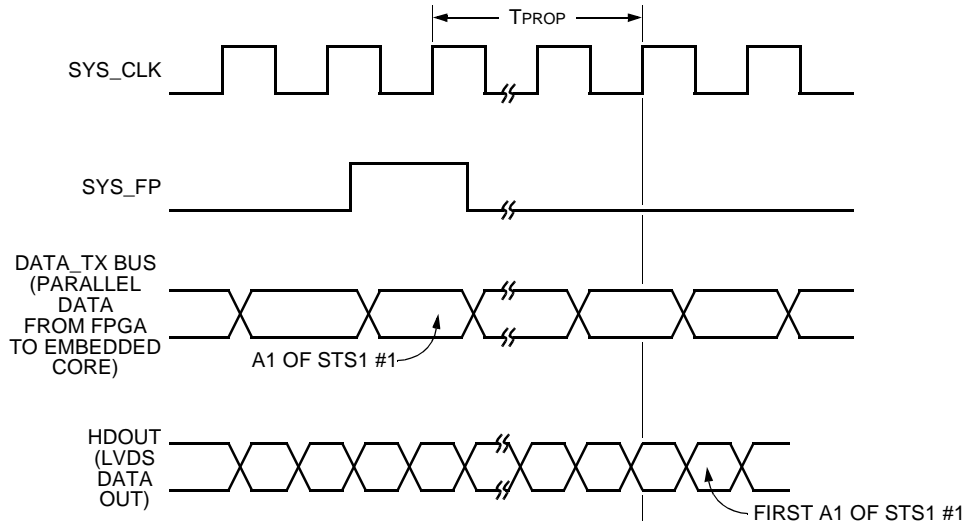 TPROP
SYS_CLK
SYS_FP
DATA_TX BUS
(PARALLEL
DATA
FROM FPGA
TO EMBEDDED
CORE)
A1 OF STS1 #1
HDOUT
(LVDS
DATA
OUT)
FIRST A1 OF STS1 #1